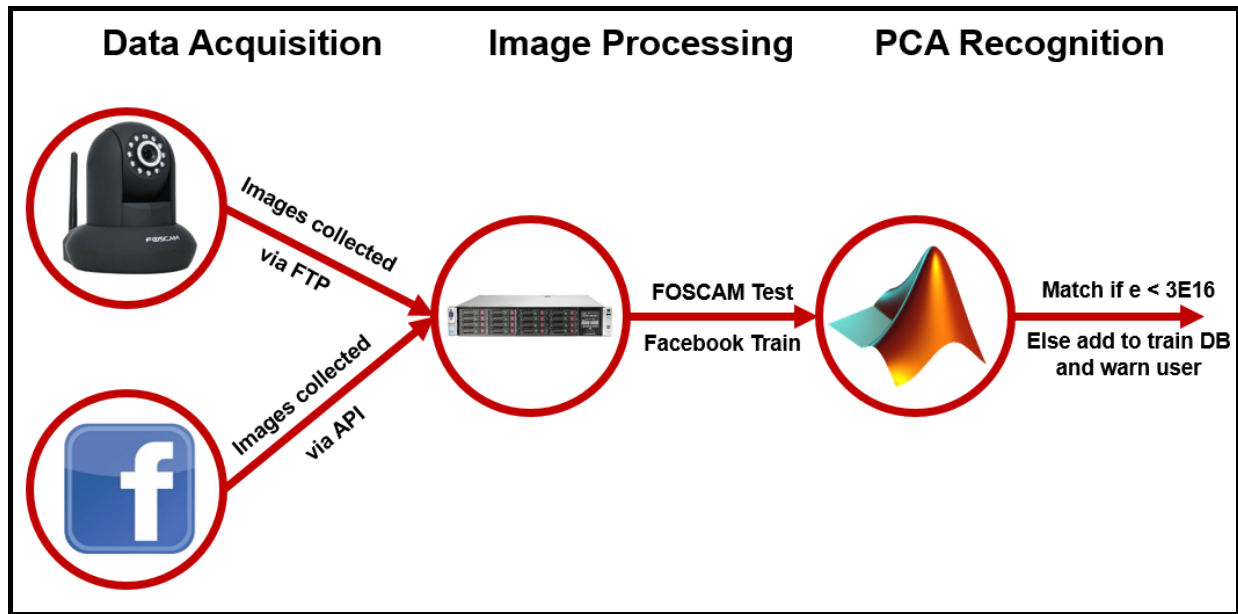 Data Acquisition
Image Processing
PCA Recognition
FOSCAM
Images collected
via FTP
Images collected
via API
f
FOSCAM Test
Facebook Train
Match if e < 3E16
Else add to train DB
and warn user